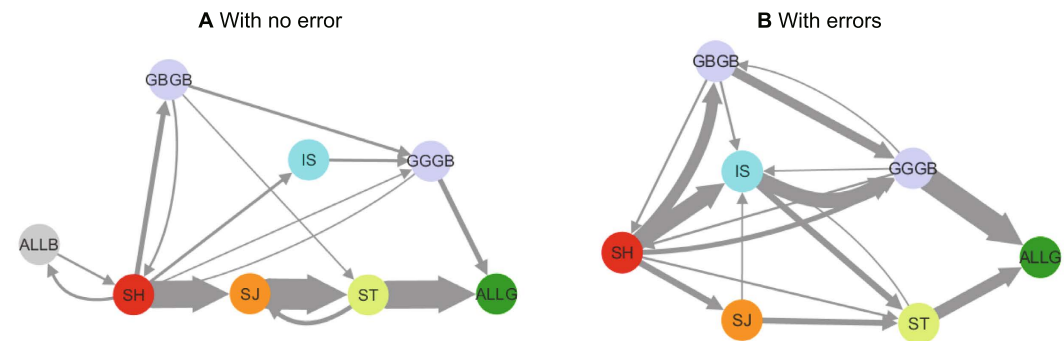 A With no error
GBGB
IS
GGGB
ALLB
SH
SJ
ST
ALLG
B With errors
GBGB
IS
GGGB
SH
ALLG
SJ
ST